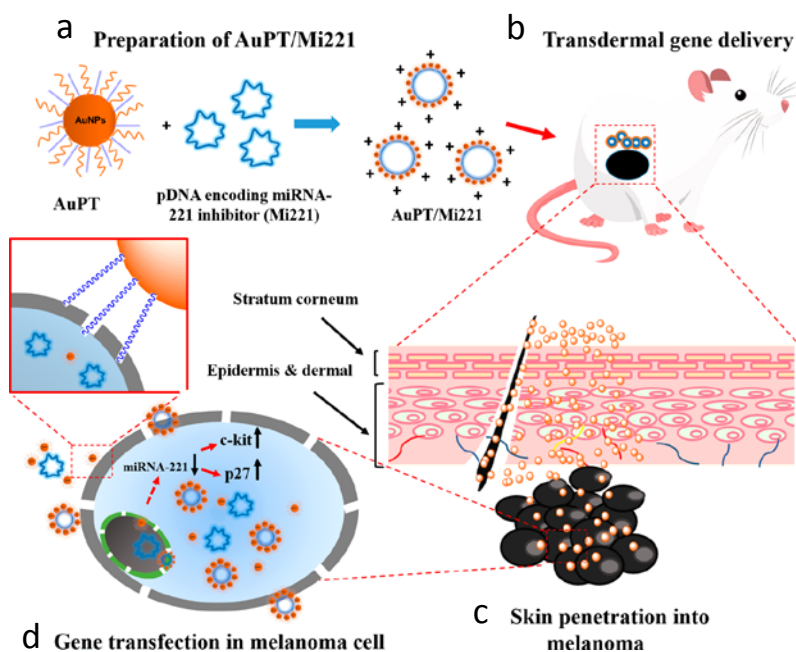 a
Preparation of AuPT/Mi221
b
Transdermal gene delivery
AuNPs
+
AuPT
pDNA encoding miRNA-
221 inhibitor (Mi221)
+ + + + + + + + + + + + + + +
AuPT/Mi221
Stratum corneum
Epidermis & dermal
c-kit
miRNA-221
p27
c
Skin penetration into
melanoma
d
Gene transfection in melanoma cell